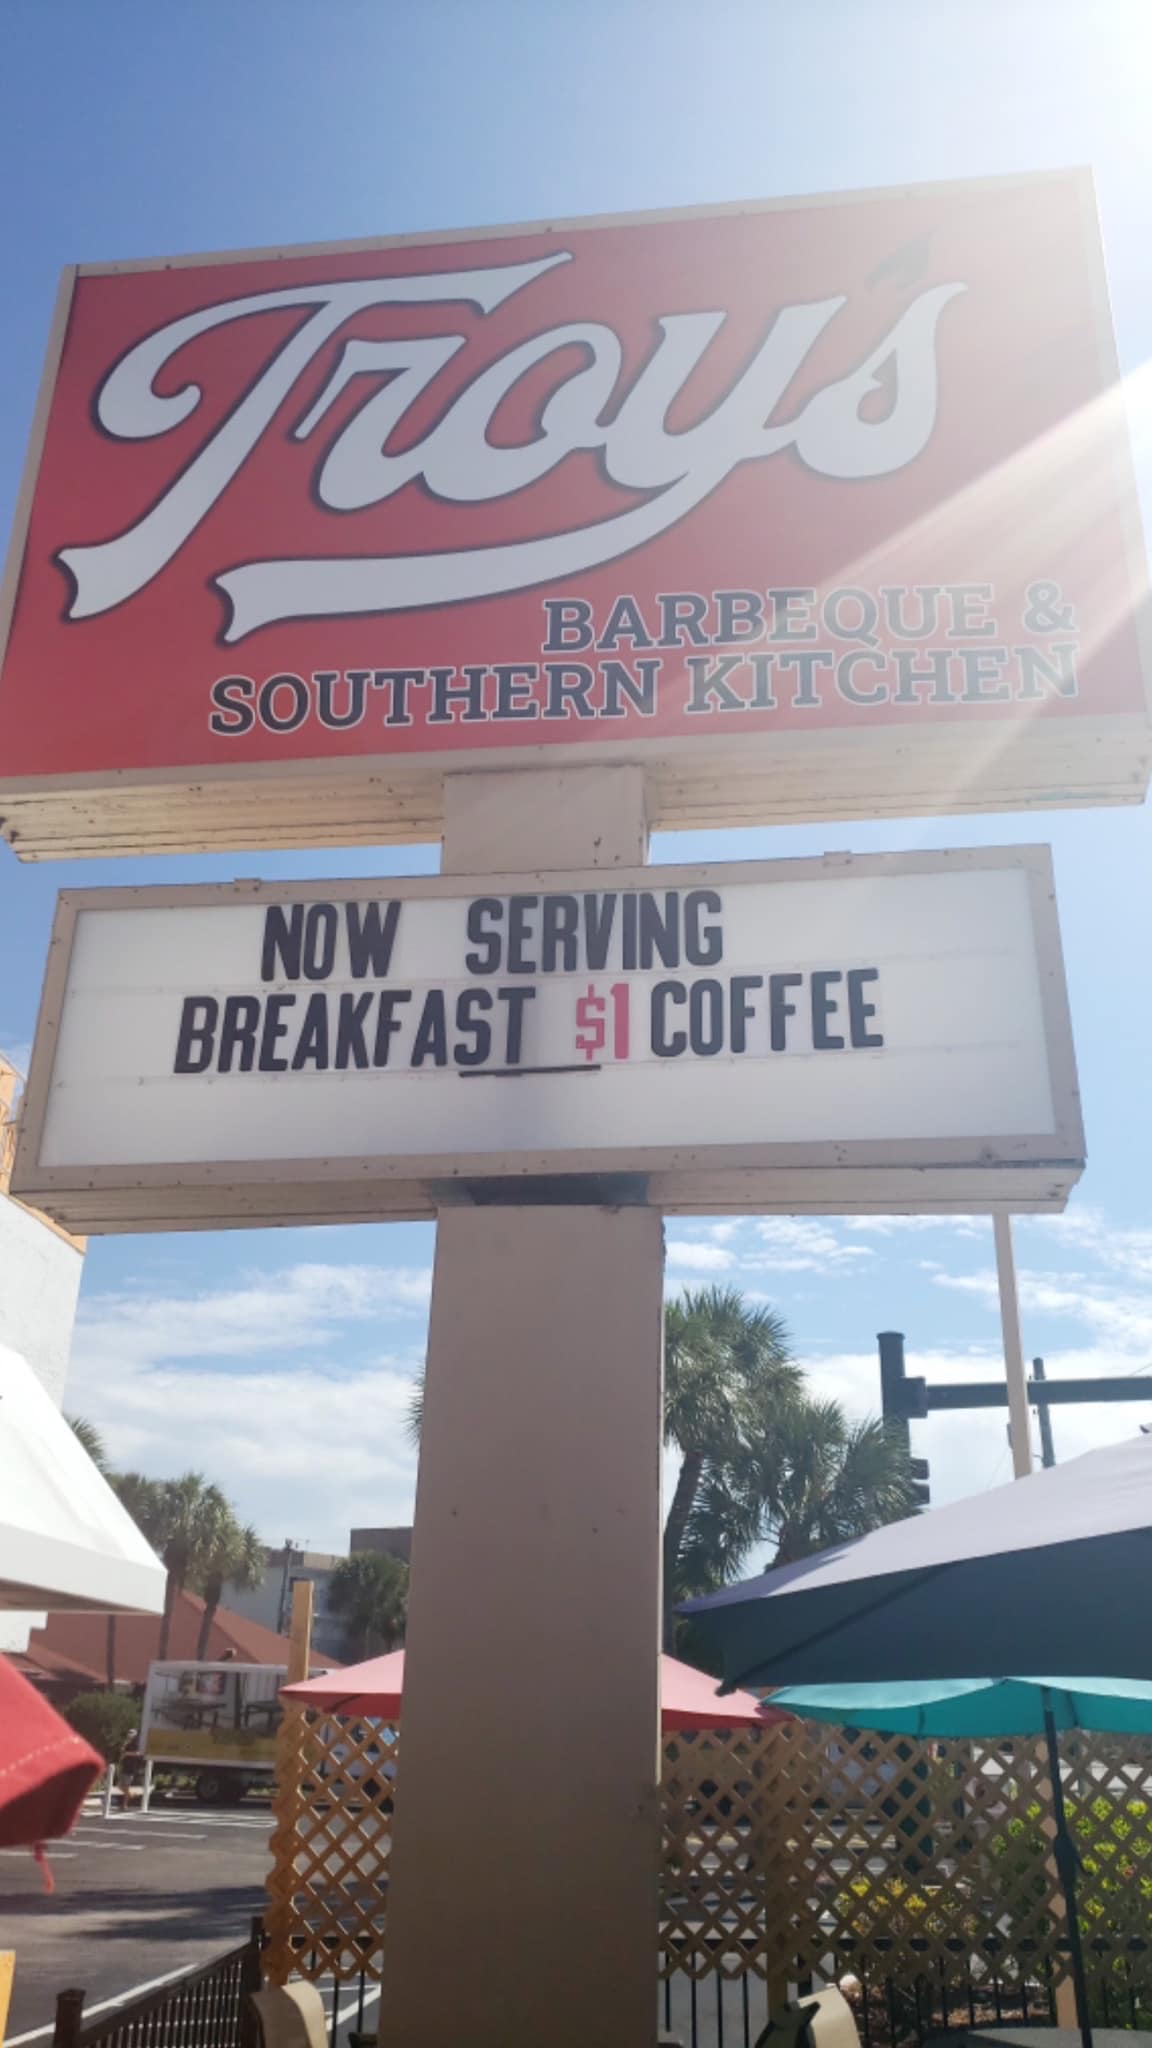 Troy's
BARBEQUE &
SOUTHERN KITCHEN
NOW SERVING
BREAKFAST $1 COFFEE